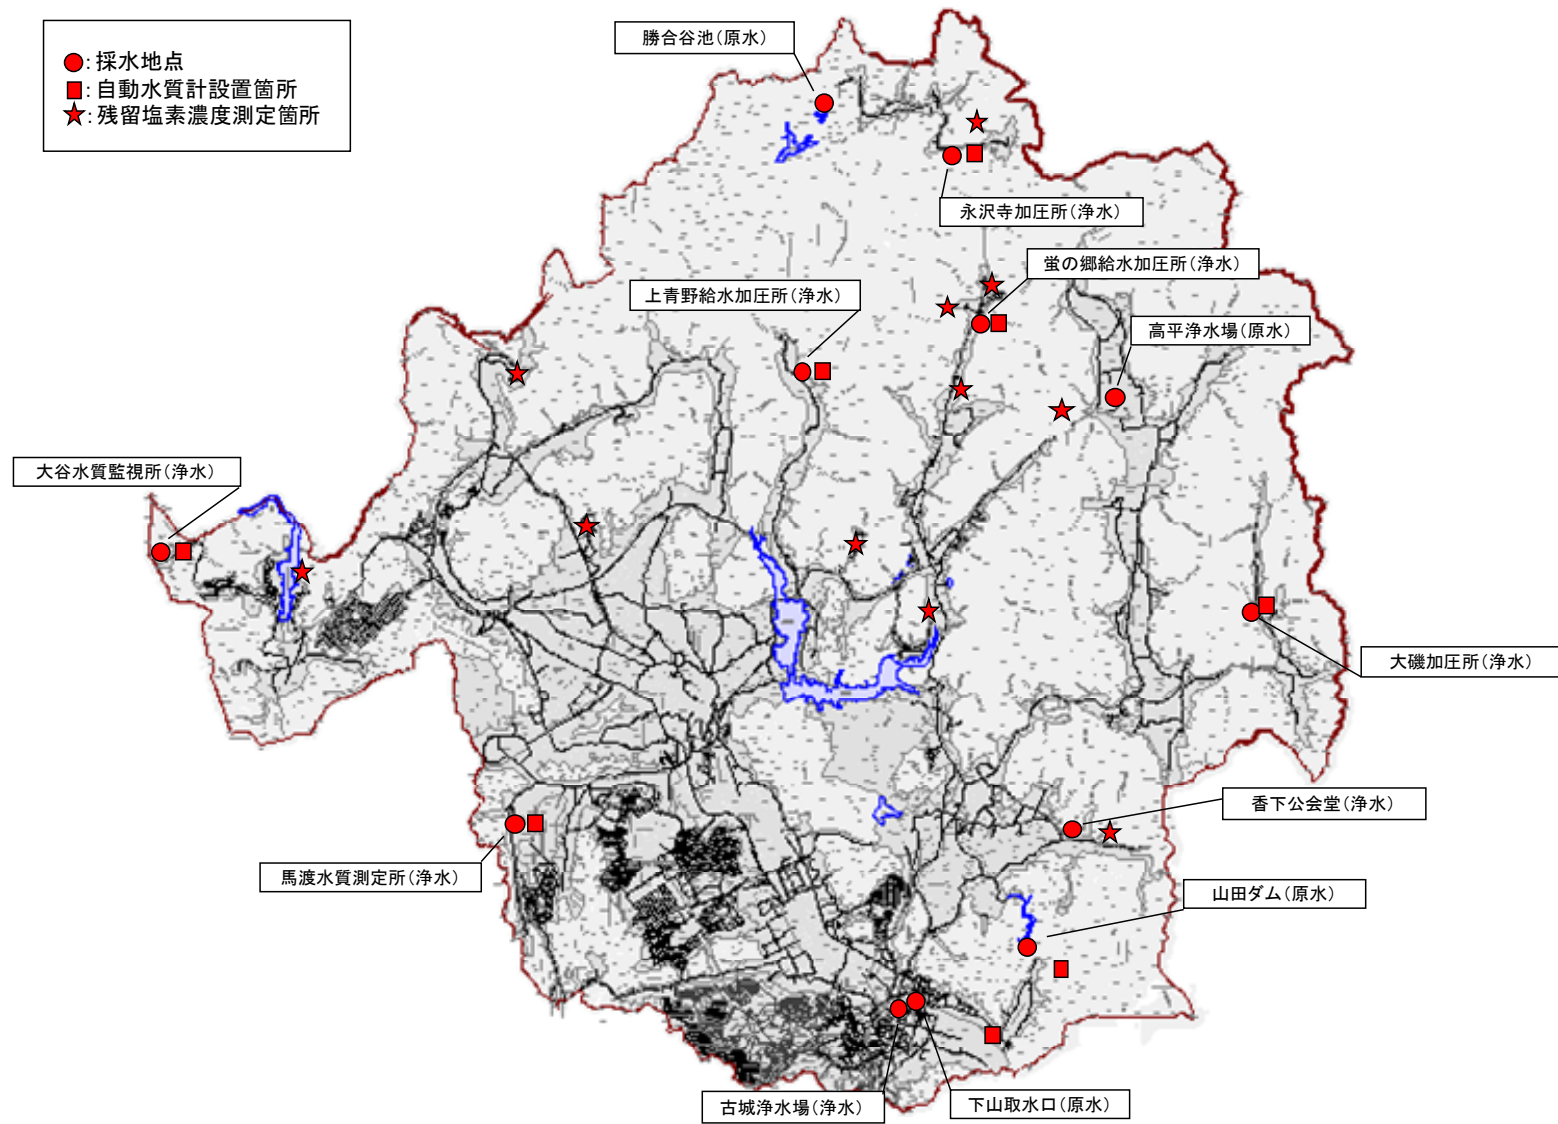 :採水地点
:自動水質計設置箇所
:残留塩素濃度測定箇所
勝合谷池(原水)
永沢寺加圧所(浄水)
蛍の郷給水加圧所(浄水)
上青野給水加圧所(浄水)
高平浄水場(原水)
大谷水質監視所(浄水)
大磯加圧所(浄水)
香下公会堂(浄水)
馬渡水質測定所(浄水)
山田ダム(原水)
古城浄水場(浄水)
下山取水口(原水)